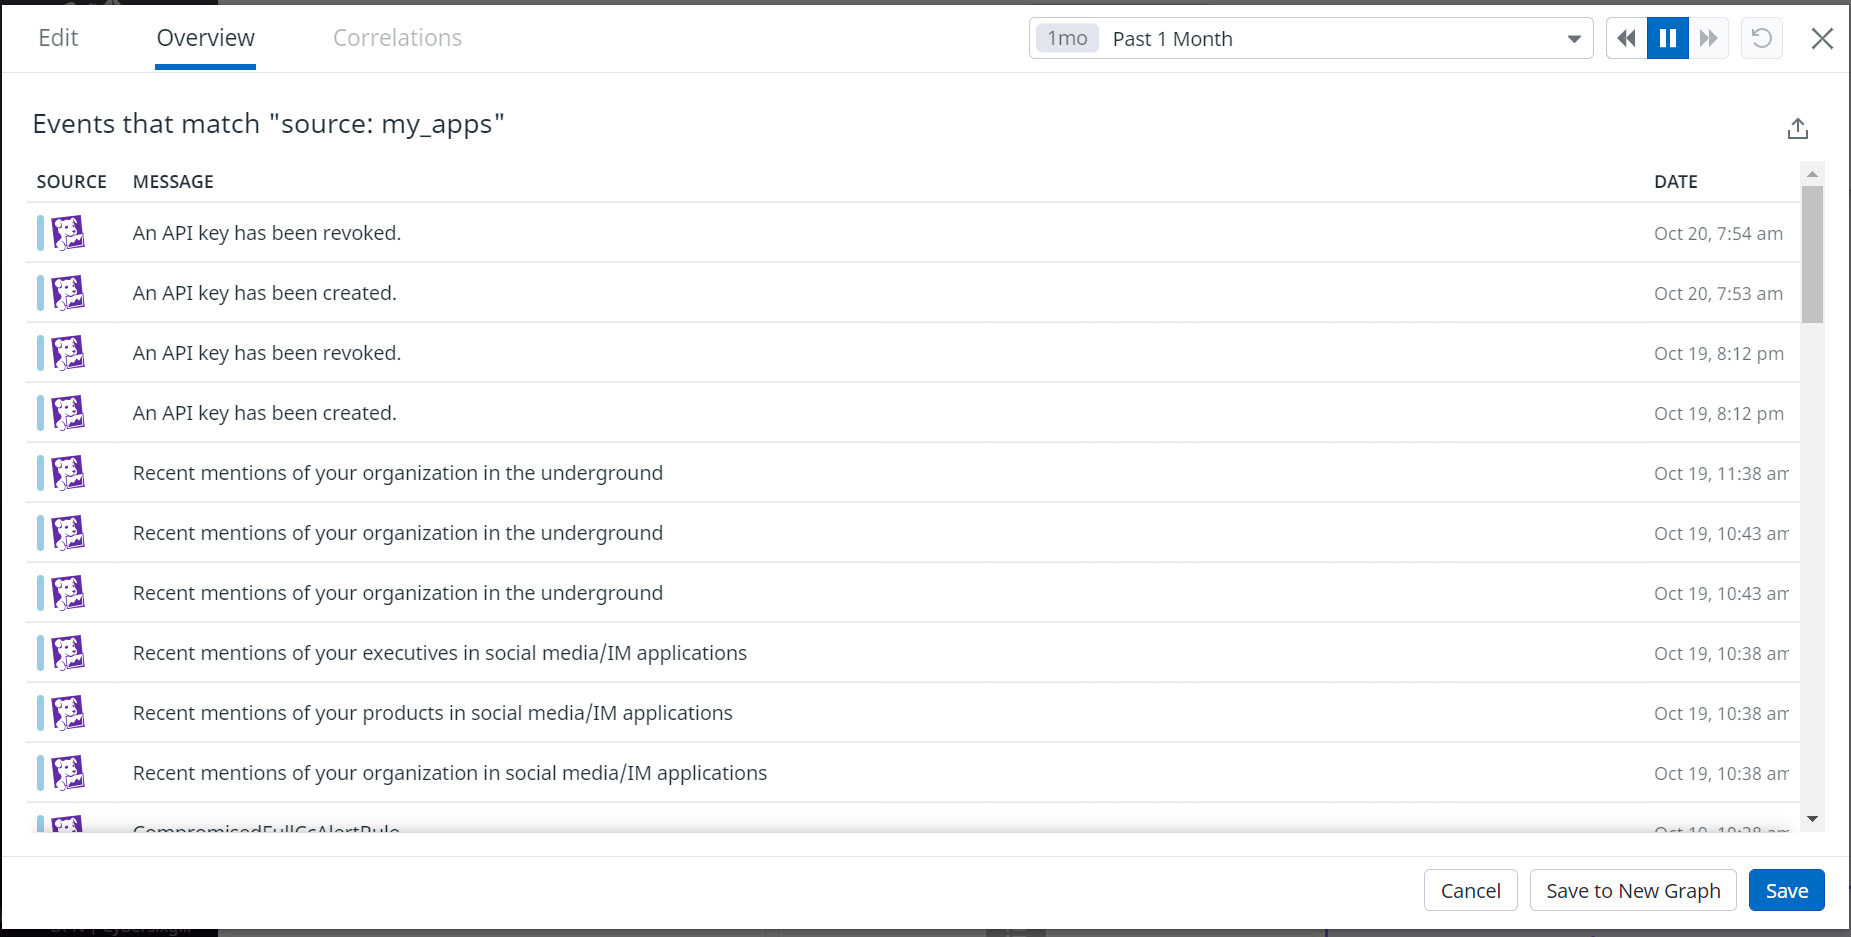 Edit Overview Correlations 1mo Past 1 Month
Events that match "source: my_apps"
SOURCE MESSAGE DATE
An API key has been revoked. Oct 20, 7:54 am
An API key has been created. Oct 20, 7:53 am
An API key has been revoked. Oct 19, 8:12 pm
An API key has been created. Oct 19, 8:12 pm
Recent mentions of your organization in the underground Oct 19, 11:38 am
Recent mentions of your organization in the underground Oct 19, 10:43 am
Recent mentions of your organization in the underground Oct 19, 10:43 am
Recent mentions of your executives in social media/IM applications Oct 19, 10:38 am
Recent mentions of your products in social media/IM applications Oct 19, 10:38 am
Recent mentions of your organization in social media/IM applications Oct 19, 10:38 am
CompromisedFullCcAlertRule Oct 19, 10:38 am
Cancel Save to New Graph Save